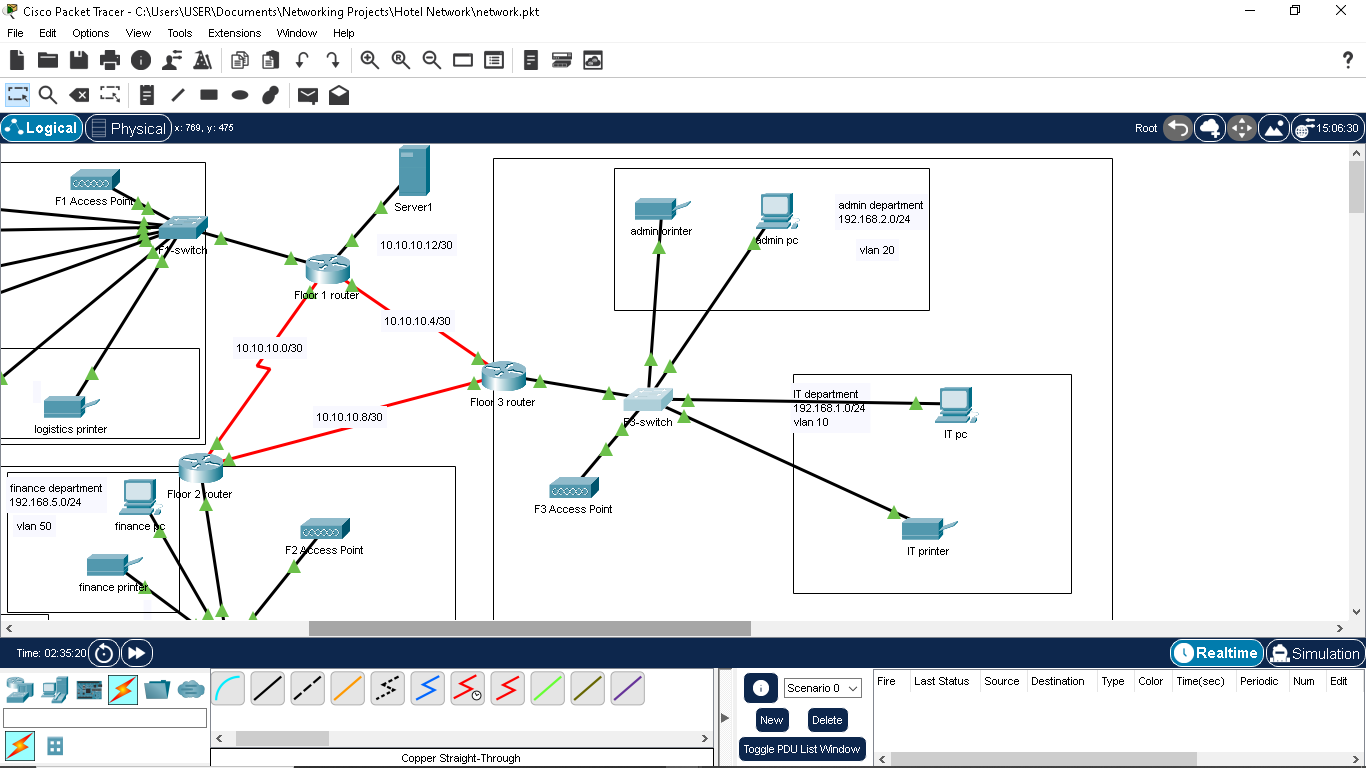 Cisco Packet Tracer - C:\Users\USER\Documents\Networking Projects\Hotel Network\network.pkt
File Edit Options View Tools Extensions Window Help
?
Logical Physical x: 769, y: 475 Root 15:06:30
F1 Access Point
F1-switch
Server1
10.10.10.12/30
Floor 1 router
10.10.10.4/30
10.10.10.0/30
Floor 3 router
10.10.10.8/30
logistics printer
Floor 2 router
finance department
192.168.5.0/24
vlan 50
finance pc
finance printer
F2 Access Point
admin printer
admin pc
admin department
192.168.2.0/24
vlan 20
F3-switch
F3 Access Point
IT department
192.168.1.0/24
vlan 10
IT pc
IT printer
Time: 02:35:20 Realtime Simulation
Scenario 0
New Delete
Toggle PDU List Window
Fire Last Status Source Destination Type Color Time(sec) Periodic Num Edit
Copper Straight-Through